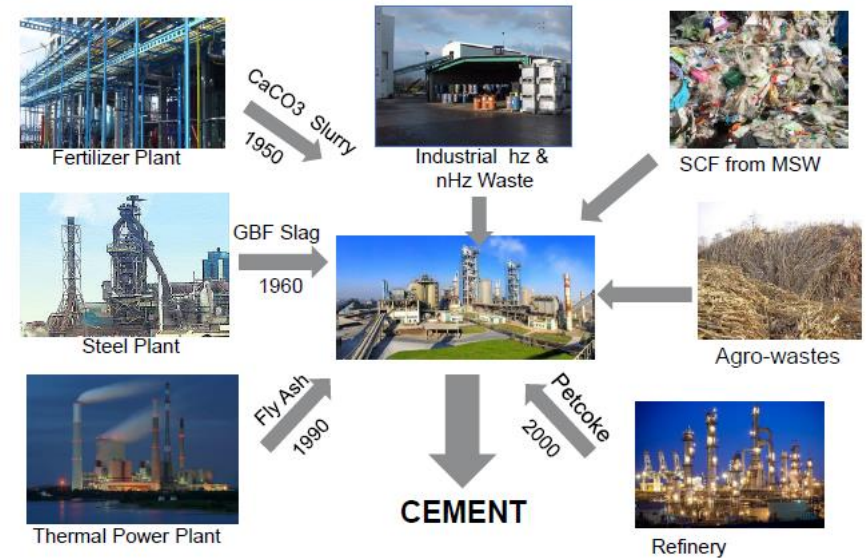 CaCO3 Slurry
1950
Fertilizer Plant
Industrial hz &
nHz Waste
SCF from MSW
GBF Slag
1960
Steel Plant
Agro-wastes
Fly Ash
1990
Thermal Power Plant
Petcoke
2000
CEMENT
Refinery